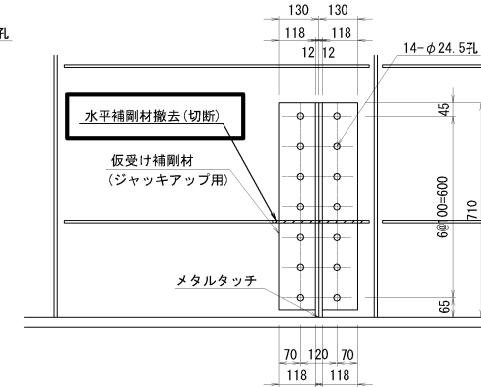 130 130
118 118
12 12
孔
14-φ24.5孔
水平補剛材撤去(切断)
45
仮受け補剛材
(ジャッキアップ用)
6@100=600
710
メタルタッチ
65
70 120 70
118 118